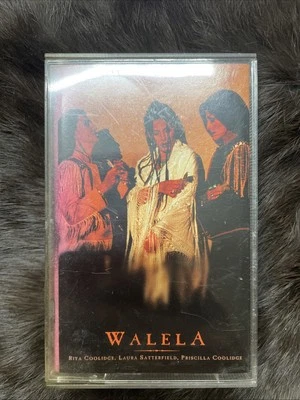 WALELA
RITA COOLIDGE, LAURA SATTERFIELD, PRISCILLA COOLIDGE